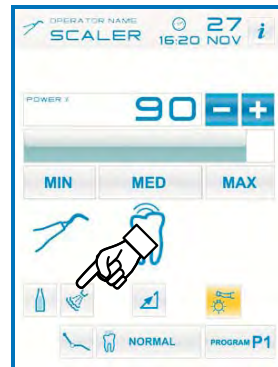 OPERATOR NAME
SCALER
27
16:20 NOV
i
POWER %
90 - +
MIN MED MAX
NORMAL
PROGRAM P1